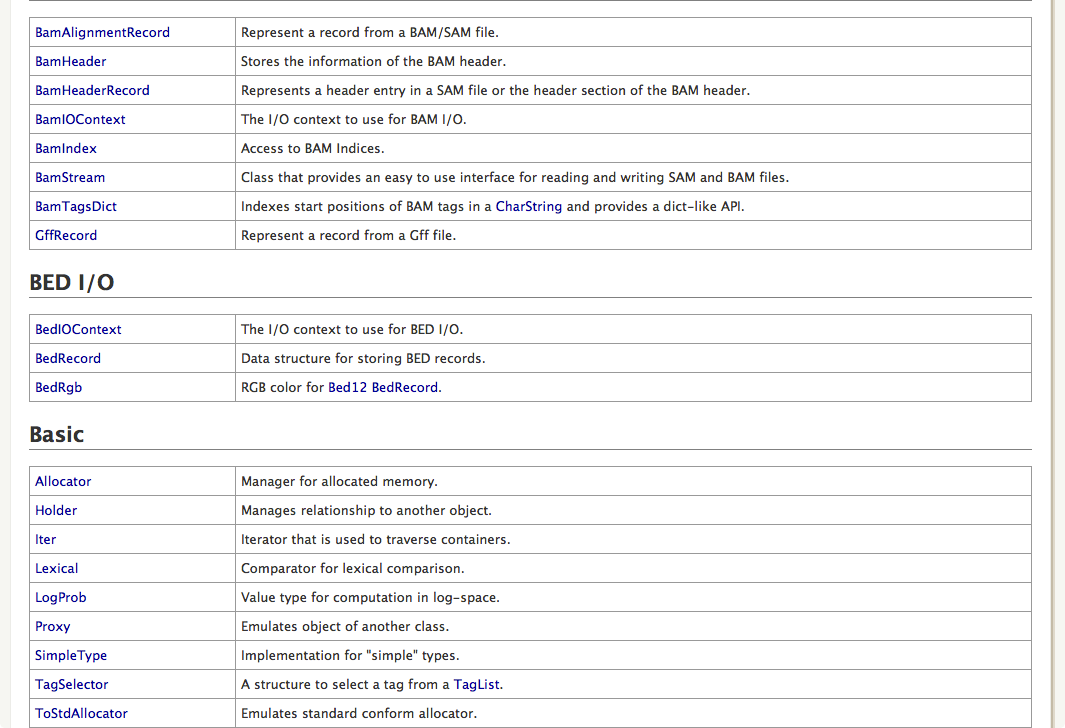 BamAlignmentRecord Represent a record from a BAM/SAM file.
BamHeader Stores the information of the BAM header.
BamHeaderRecord Represents a header entry in a SAM file or the header section of the BAM header.
BamIOContext The I/O context to use for BAM I/O.
BamIndex Access to BAM Indices.
BamStream Class that provides an easy to use interface for reading and writing SAM and BAM files.
BamTagsDict Indexes start positions of BAM tags in a CharString and provides a dict-like API.
GffRecord Represent a record from a Gff file.
BED I/O
BedIOContext The I/O context to use for BED I/O.
BedRecord Data structure for storing BED records.
BedRgb RGB color for Bed12 BedRecord.
Basic
Allocator Manager for allocated memory.
Holder Manages relationship to another object.
Iter Iterator that is used to traverse containers.
Lexical Comparator for lexical comparison.
LogProb Value type for computation in log-space.
Proxy Emulates object of another class.
SimpleType Implementation for "simple" types.
TagSelector A structure to select a tag from a TagList.
ToStdAllocator Emulates standard conform allocator.